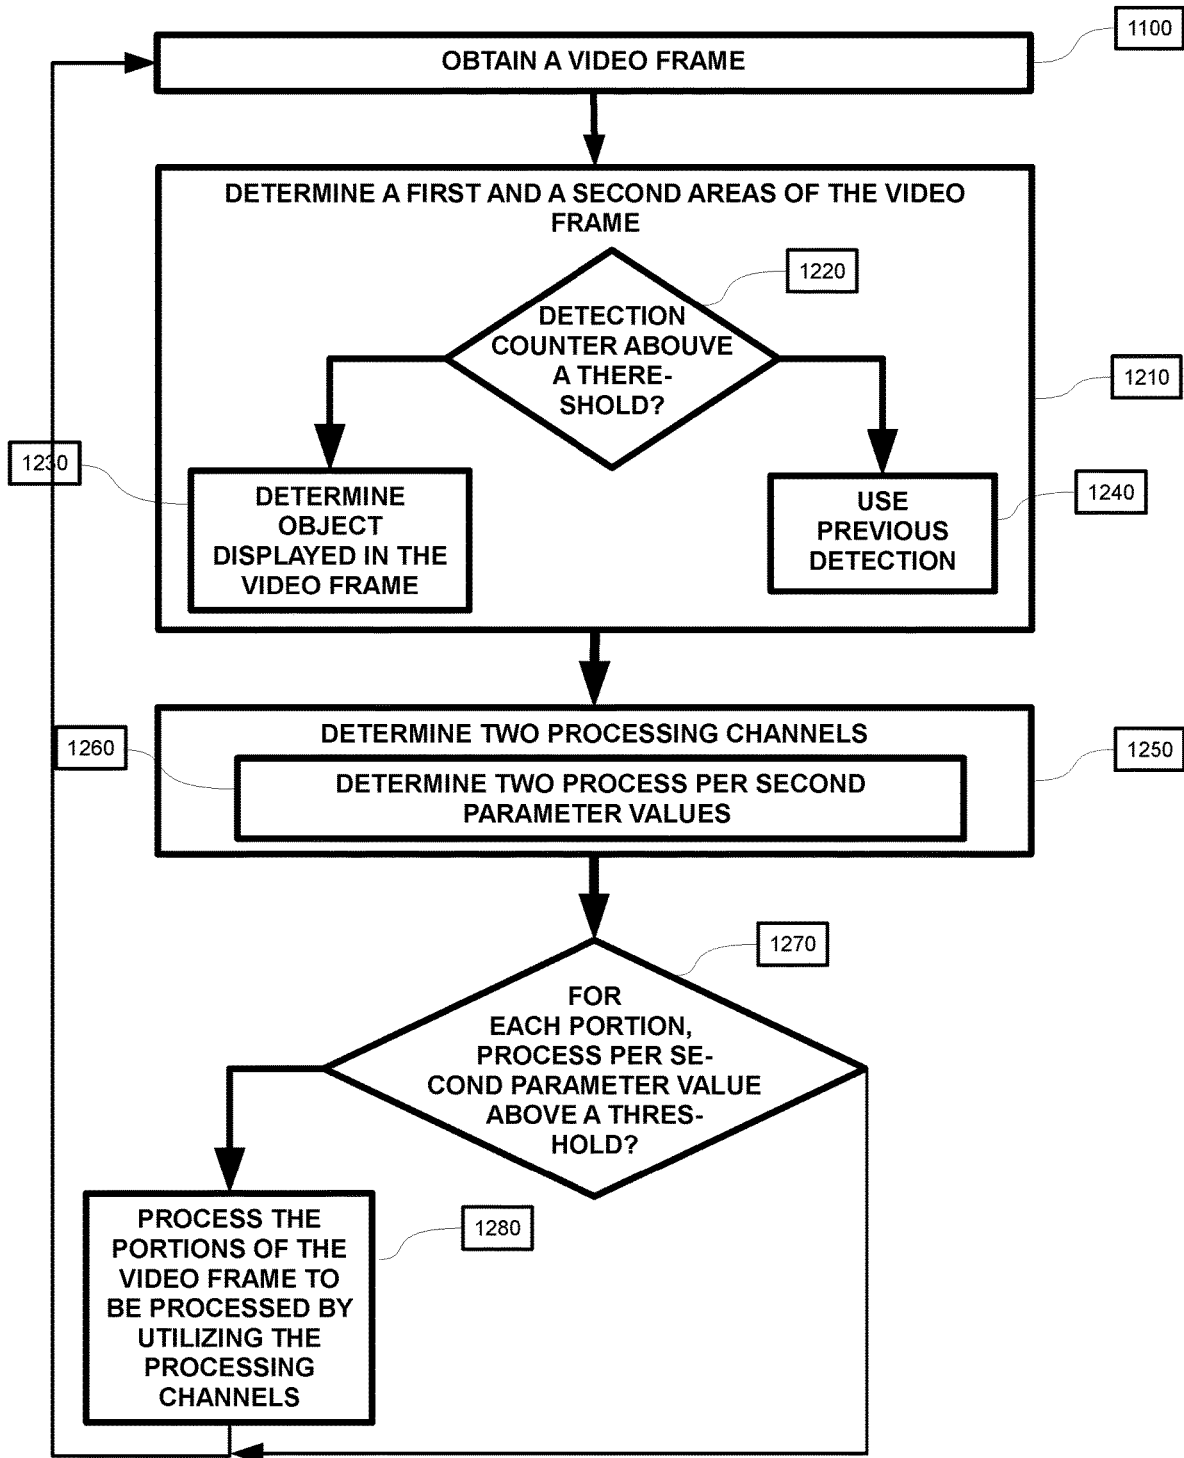 1100
OBTAIN A VIDEO FRAME
DETERMINE A FIRST AND A SECOND AREAS OF THE VIDEO
FRAME
1220
DETECTION
COUNTER ABOUVE
A THERE-
SHOLD?
1210
1230
DETERMINE
OBJECT
DISPLAYED IN THE
VIDEO FRAME
1240
USE
PREVIOUS
DETECTION
DETERMINE TWO PROCESSING CHANNELS
1260
1250
DETERMINE TWO PROCESS PER SECOND
PARAMETER VALUES
1270
FOR
EACH PORTION,
PROCESS PER SE-
COND PARAMETER VALUE
ABOVE A THRES-
HOLD?
1280
PROCESS THE
PORTIONS OF THE
VIDEO FRAME TO
BE PROCESSED BY
UTILIZING THE
PROCESSING
CHANNELS